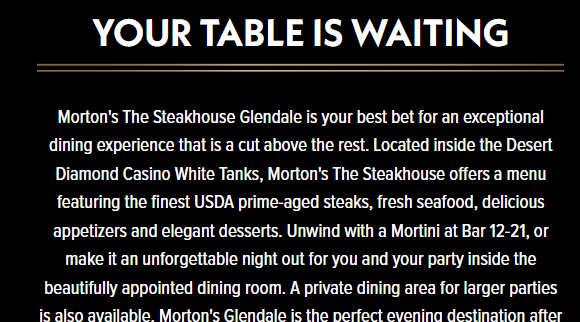 YOUR TABLE IS WAITING
Morton's The Steakhouse Glendale is your best bet for an exceptional
dining experience that is a cut above the rest. Located inside the Desert
Diamond Casino White Tanks, Morton's The Steakhouse offers a menu
featuring the finest USDA prime-aged steaks, fresh seafood, delicious
appetizers and elegant desserts. Unwind with a Mortini at Bar 12-21, or
make it an unforgettable night out for you and your party inside the
beautifully appointed dining room. A private dining area for larger parties
is also available. Morton's Glendale is the perfect evening destination after